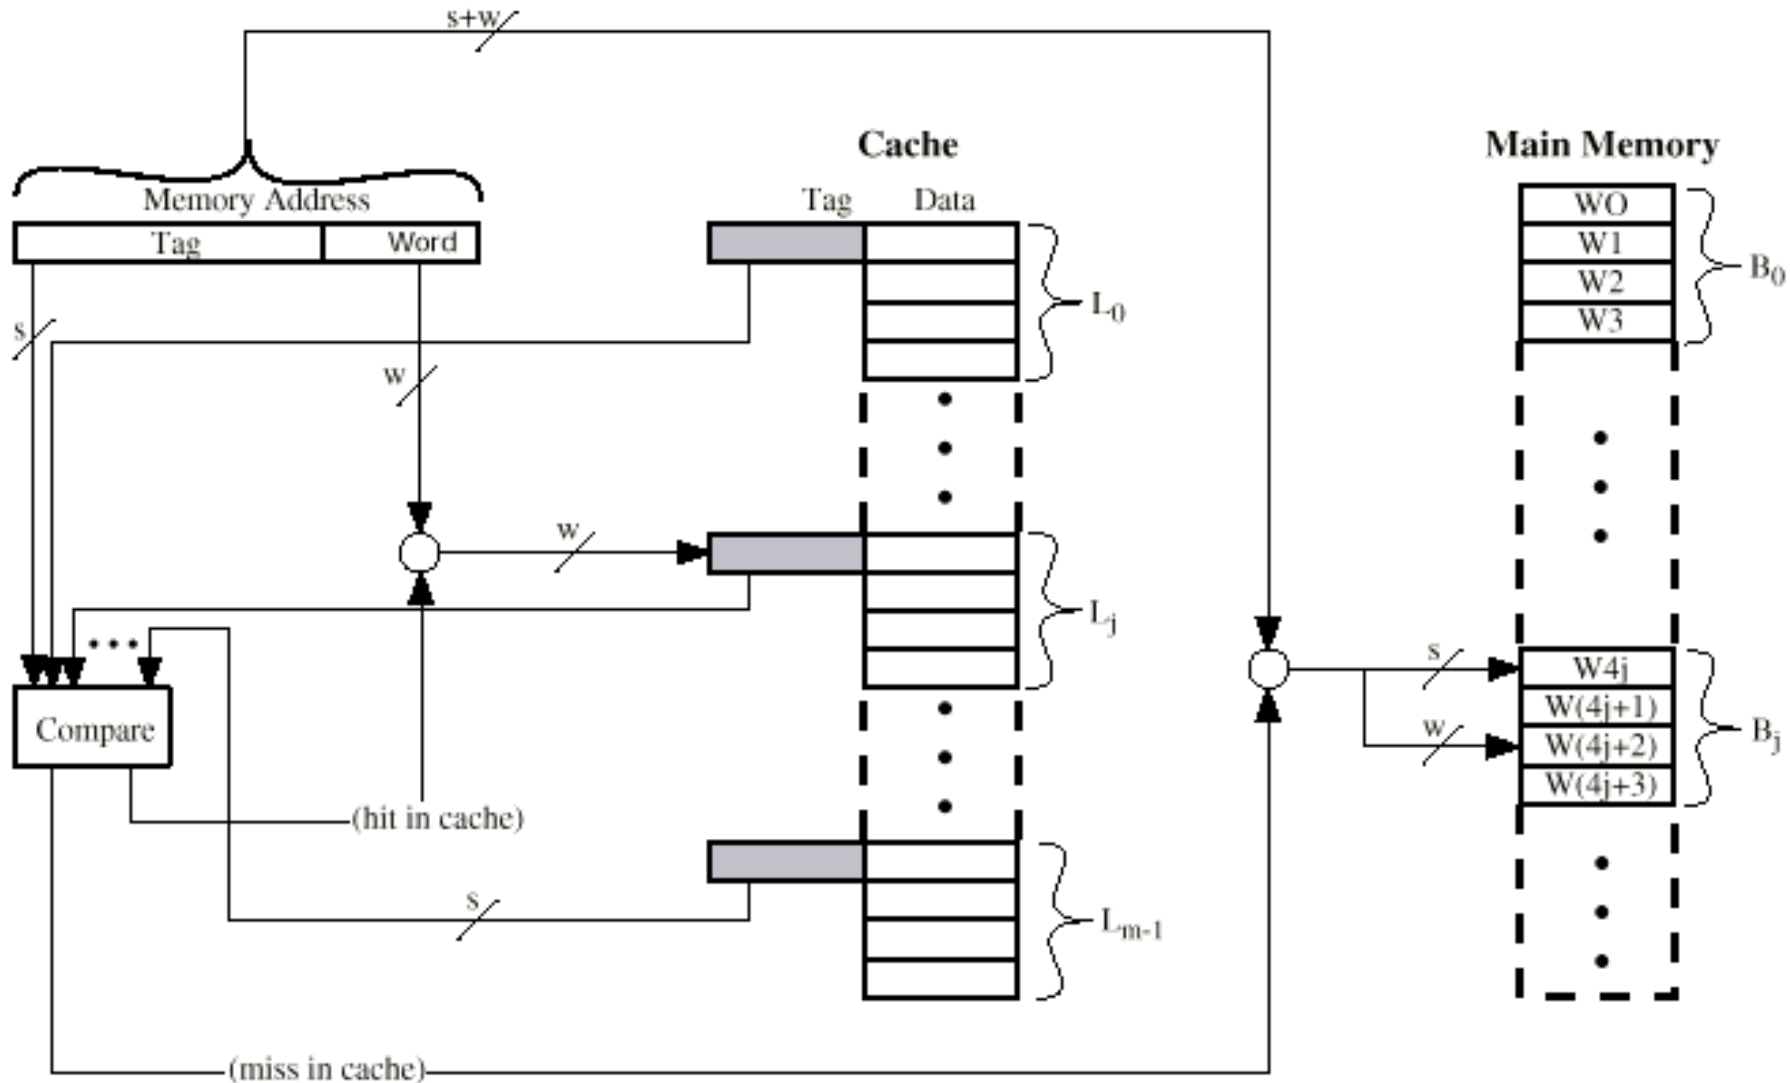 s+w
Cache
Main Memory
Memory Address
Tag Data
Tag Word
WO
W1
W2
W3
B0
L0
s
w
w
Lj
s
W4j
W(4j+1)
W(4j+2)
W(4j+3)
w
Bj
Compare
(hit in cache)
s
Lm-1
(miss in cache)